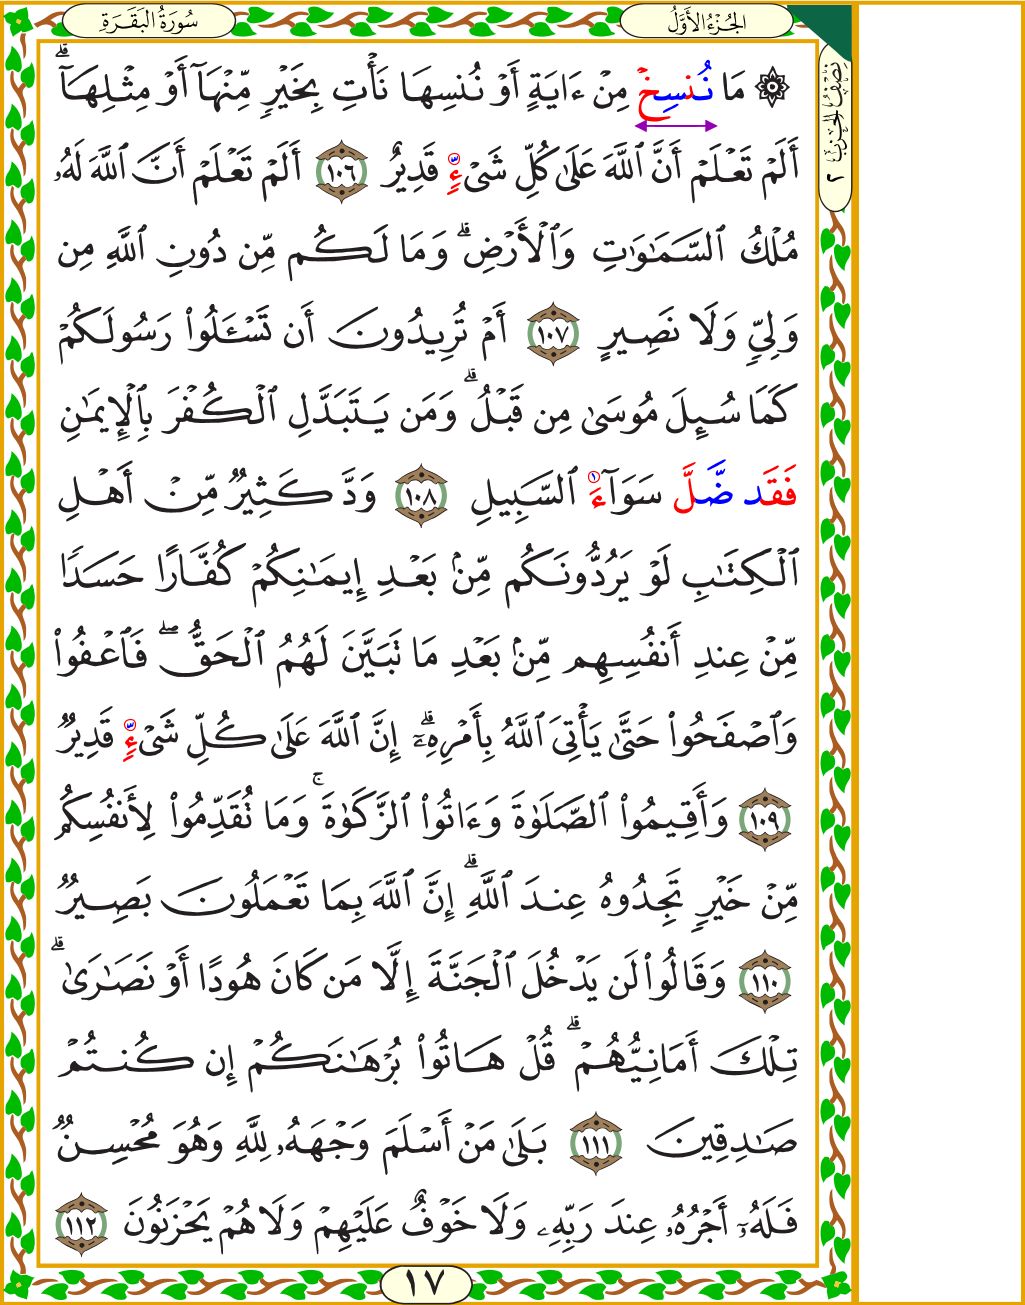 سُورَةُ البَقَرَةِ
الجُزْءُ الأَوَّلُ
نِصْفُ الحِزْبِ ٢
۞ مَا نُنسِخْ مِنْ ءَايَةٍ أَوْ نُنسِهَا نَأْتِ بِخَيْرٍ مِّنْهَآ أَوْ مِثْلِهَآ ۗ
أَلَمْ تَعْلَمْ أَنَّ ٱللَّهَ عَلَىٰ كُلِّ شَىْءٍ قَدِيرٌ ١٠٦ أَلَمْ تَعْلَمْ أَنَّ ٱللَّهَ لَهُۥ
مُلْكُ ٱلسَّمَـٰوَٰتِ وَٱلْأَرْضِ ۗ وَمَا لَكُم مِّن دُونِ ٱللَّهِ مِن
وَلِىٍّ وَلَا نَصِيرٍ ١٠٧ أَمْ تُرِيدُونَ أَن تَسْـَٔلُوا۟ رَسُولَكُمْ
كَمَا سُئِلَ مُوسَىٰ مِن قَبْلُ ۗ وَمَن يَتَبَدَّلِ ٱلْكُفْرَ بِٱلْإِيمَـٰنِ
فَقَد ضَّلَّ سَوَآءَ ٱلسَّبِيلِ ١٠٨ وَدَّ كَثِيرٌ مِّنْ أَهْلِ
ٱلْكِتَـٰبِ لَوْ يَرُدُّونَكُم مِّنۢ بَعْدِ إِيمَـٰنِكُمْ كُفَّارًا حَسَدًا
مِّنْ عِندِ أَنفُسِهِم مِّنۢ بَعْدِ مَا تَبَيَّنَ لَهُمُ ٱلْحَقُّ ۖ فَٱعْفُوا۟
وَٱصْفَحُوا۟ حَتَّىٰ يَأْتِىَ ٱللَّهُ بِأَمْرِهِۦٓ ۗ إِنَّ ٱللَّهَ عَلَىٰ كُلِّ شَىْءٍ قَدِيرٌ
١٠٩ وَأَقِيمُوا۟ ٱلصَّلَوٰةَ وَءَاتُوا۟ ٱلزَّكَوٰةَ ۚ وَمَا تُقَدِّمُوا۟ لِأَنفُسِكُم
مِّنْ خَيْرٍ تَجِدُوهُ عِندَ ٱللَّهِ ۗ إِنَّ ٱللَّهَ بِمَا تَعْمَلُونَ بَصِيرٌ
١١٠ وَقَالُوا۟ لَن يَدْخُلَ ٱلْجَنَّةَ إِلَّا مَن كَانَ هُودًا أَوْ نَصَـٰرَىٰ ۗ
تِلْكَ أَمَانِيُّهُمْ ۗ قُلْ هَاتُوا۟ بُرْهَـٰنَكُمْ إِن كُنتُمْ
صَـٰدِقِينَ ١١١ بَلَىٰ مَنْ أَسْلَمَ وَجْهَهُۥ لِلَّهِ وَهُوَ مُحْسِنٌ
فَلَهُۥٓ أَجْرُهُۥ عِندَ رَبِّهِۦ وَلَا خَوْفٌ عَلَيْهِمْ وَلَا هُمْ يَحْزَنُونَ ١١٢
١٧